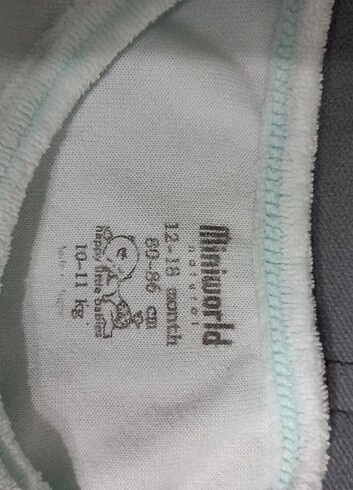 Miniworld
natural
12-18 month
80-86 cm
happy little babies
10-11 kg